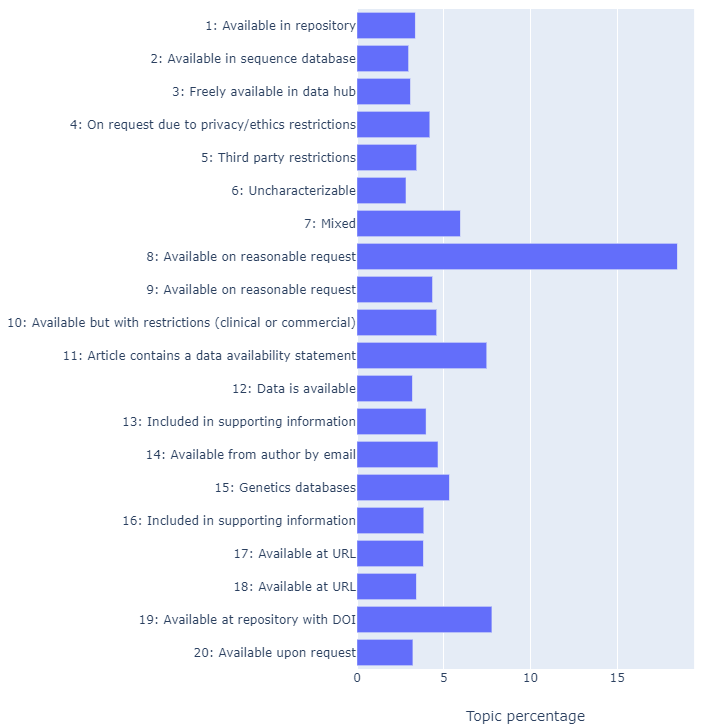 1: Available in repository
2: Available in sequence database
3: Freely available in data hub
4: On request due to privacy/ethics restrictions
5: Third party restrictions
6: Uncharacterizable
7: Mixed
8: Available on reasonable request
9: Available on reasonable request
10: Available but with restrictions (clinical or commercial)
11: Article contains a data availability statement
12: Data is available
13: Included in supporting information
14: Available from author by email
15: Genetics databases
16: Included in supporting information
17: Available at URL
18: Available at URL
19: Available at repository with DOI
20: Available upon request
0 5 10 15
Topic percentage